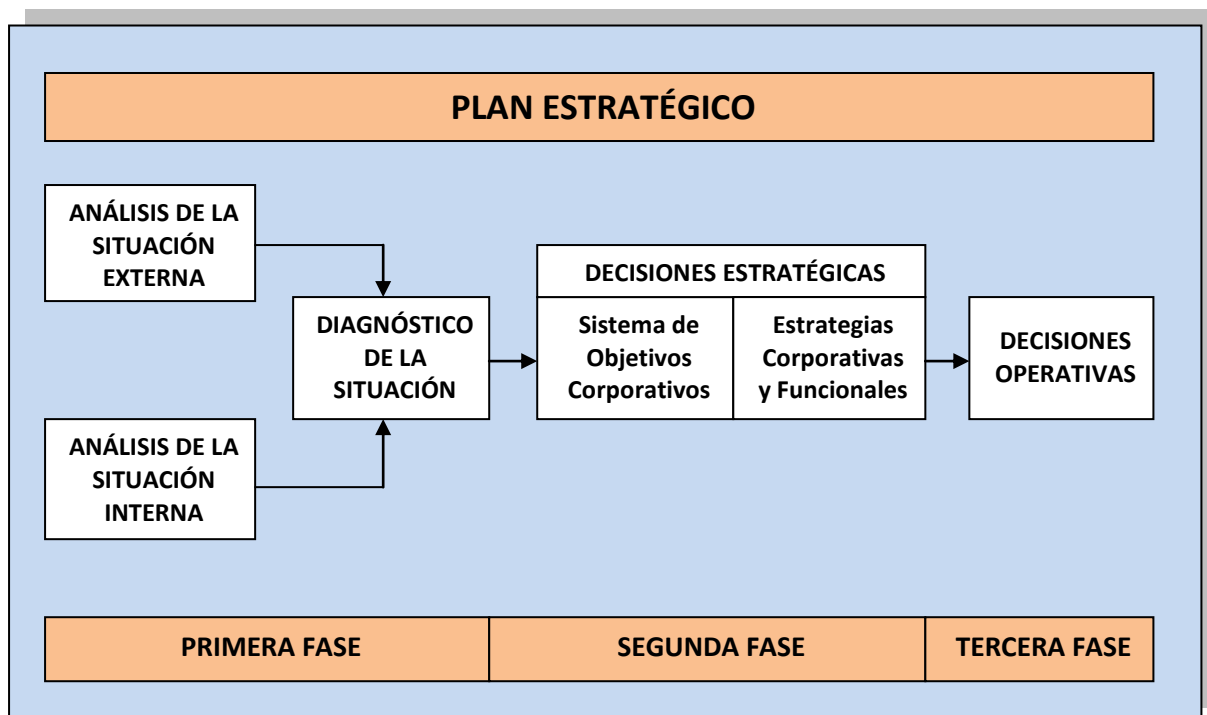 PLAN ESTRATÉGICO
ANÁLISIS DE LA
SITUACIÓN
EXTERNA
ANÁLISIS DE LA
SITUACIÓN
INTERNA
DIAGNÓSTICO
DE LA
SITUACIÓN
DECISIONES ESTRATÉGICAS
Sistema de
Objetivos
Corporativos
Estrategias
Corporativas
y Funcionales
DECISIONES
OPERATIVAS
PRIMERA FASE
SEGUNDA FASE
TERCERA FASE